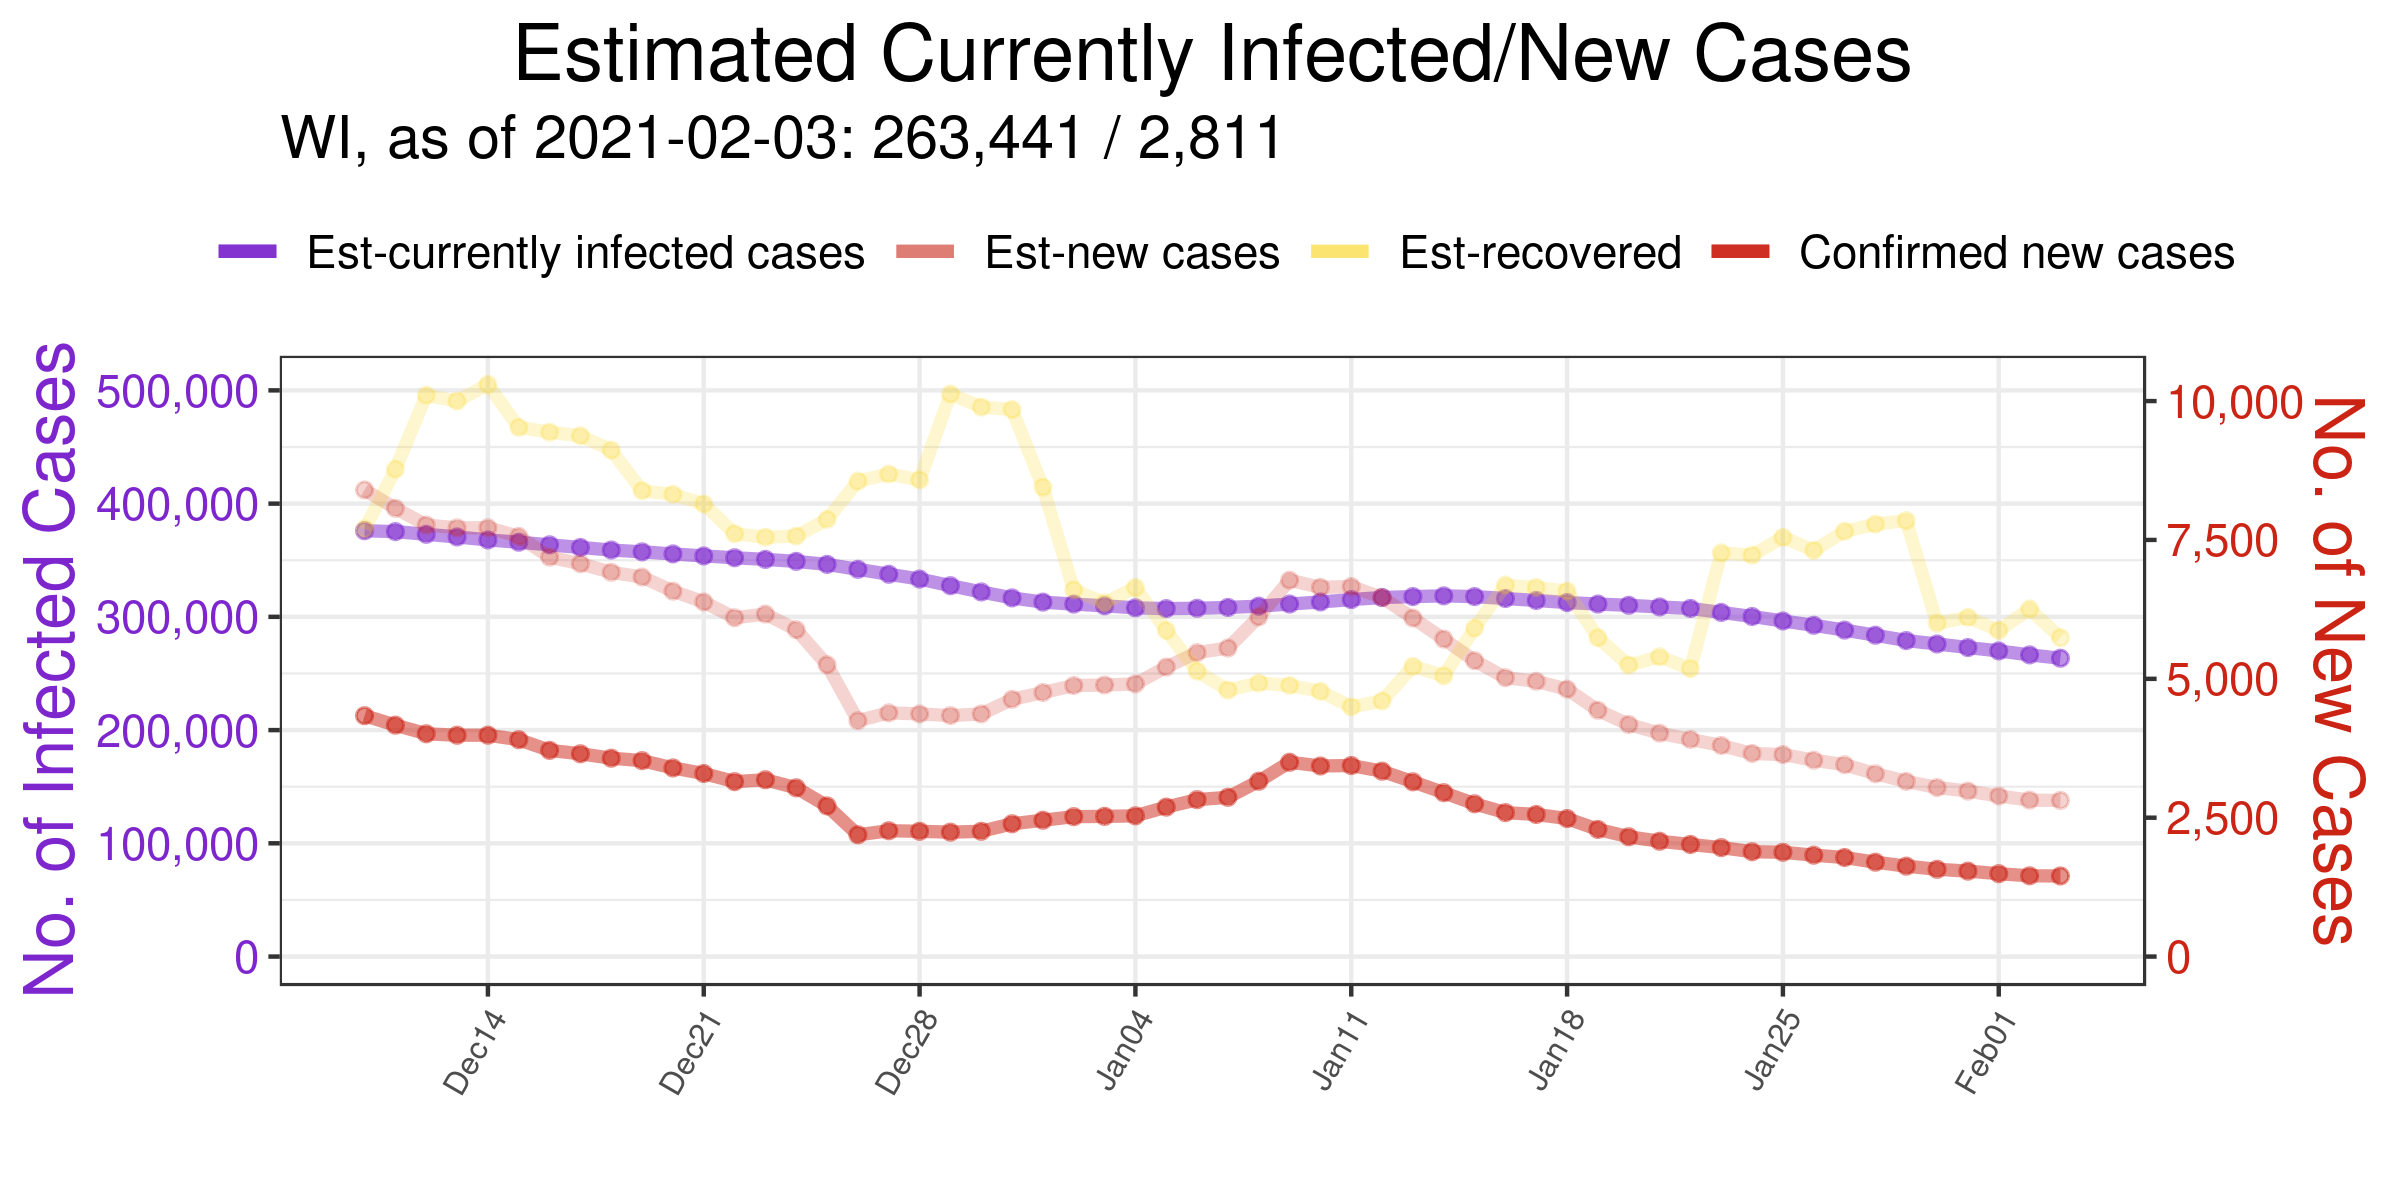 Estimated Currently Infected/New Cases
WI, as of 2021-02-03: 263,441 / 2,811
Est-currently infected cases
Est-new cases
Est-recovered
Confirmed new cases
No. of Infected Cases
500,000
400,000
300,000
200,000
100,000
0
10,000
7,500
5,000
2,500
0
No. of New Cases
Dec14
Dec21
Dec28
Jan04
Jan11
Jan18
Jan25
Feb01